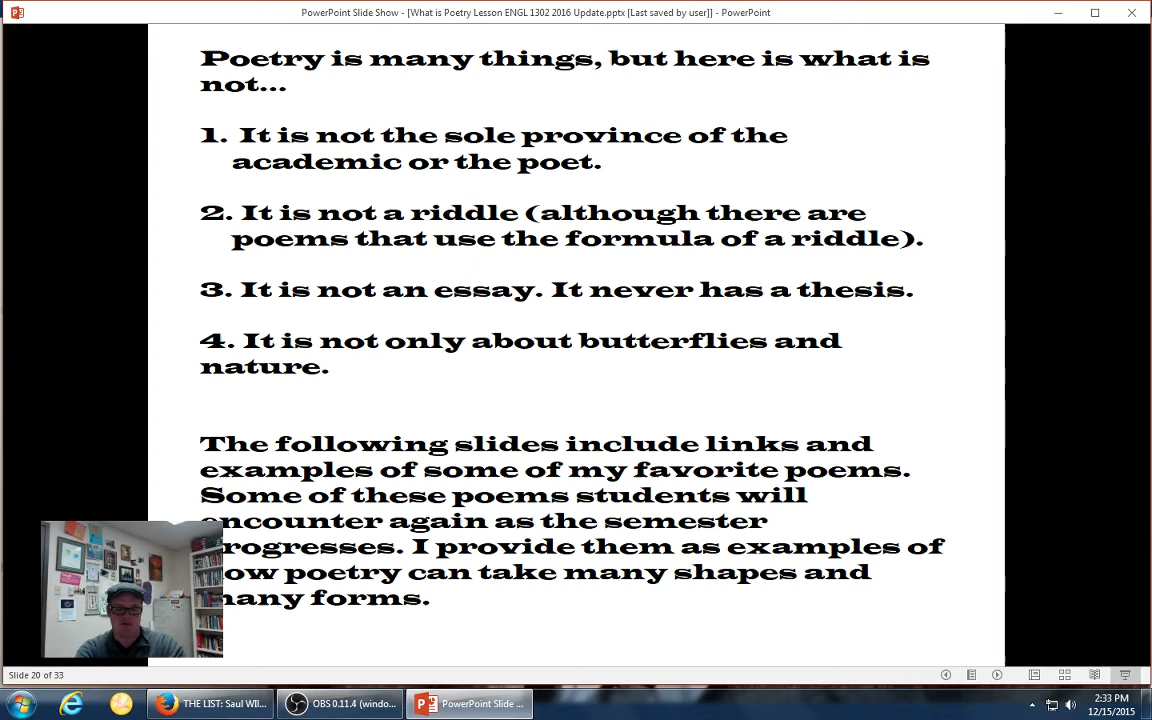 PowerPoint Slide Show - [What is Poetry Lesson ENGL 1302 2016 Update.pptx [Last saved by user]] - PowerPoint
Poetry is many things, but here is what is
not...
1. It is not the sole province of the
academic or the poet.
2. It is not a riddle (although there are
poems that use the formula of a riddle).
3. It is not an essay. It never has a thesis.
4. It is not only about butterflies and
nature.
The following slides include links and
examples of some of my favorite poems.
Some of these poems students will
encounter again as the semester
rogresses. I provide them as examples of
ow poetry can take many shapes and
many forms.
Slide 20 of 33
THE LIST: Saul Wil...
OBS 0.11.4 (windo...
PowerPoint Slide ...
2:33 PM
12/15/2015